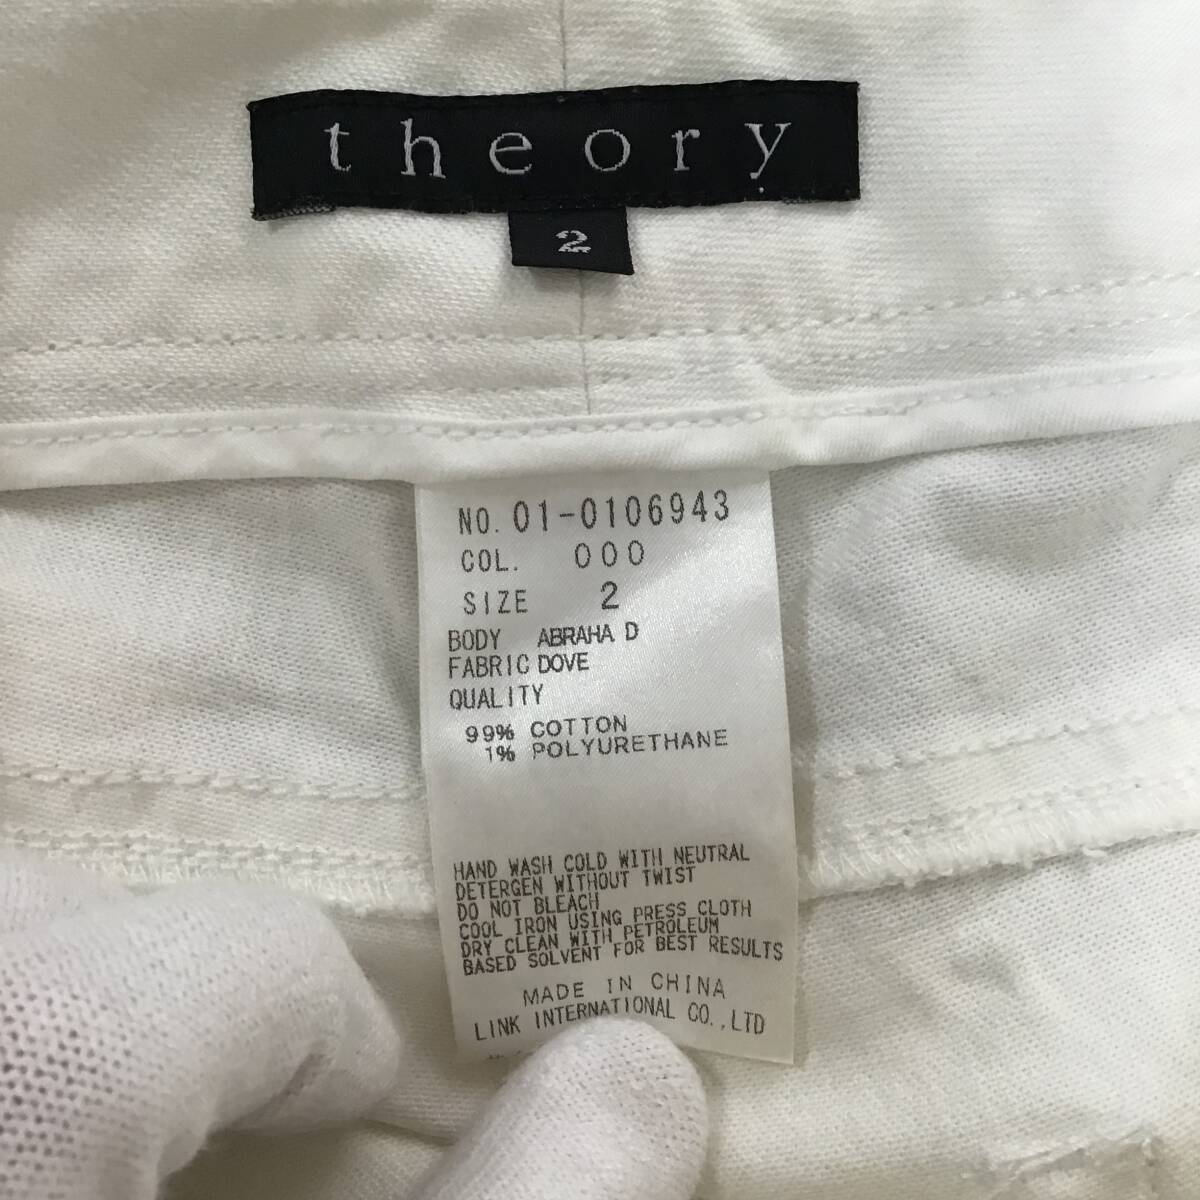 theory
2
NO. 01-0106943
COL. 000
SIZE 2
BODY ABRAHA D
FABRIC DOVE
QUALITY
99% COTTON
1% POLYURETHANE
HAND WASH COLD WITH NEUTRAL
DETERGEN WITHOUT TWIST
DO NOT BLEACH
COOL IRON USING PRESS CLOTH
DRY CLEAN WITH PETROLEUM
BASED SOLVENT FOR BEST RESULTS
MADE IN CHINA
LINK INTERNATIONAL CO.,LTD